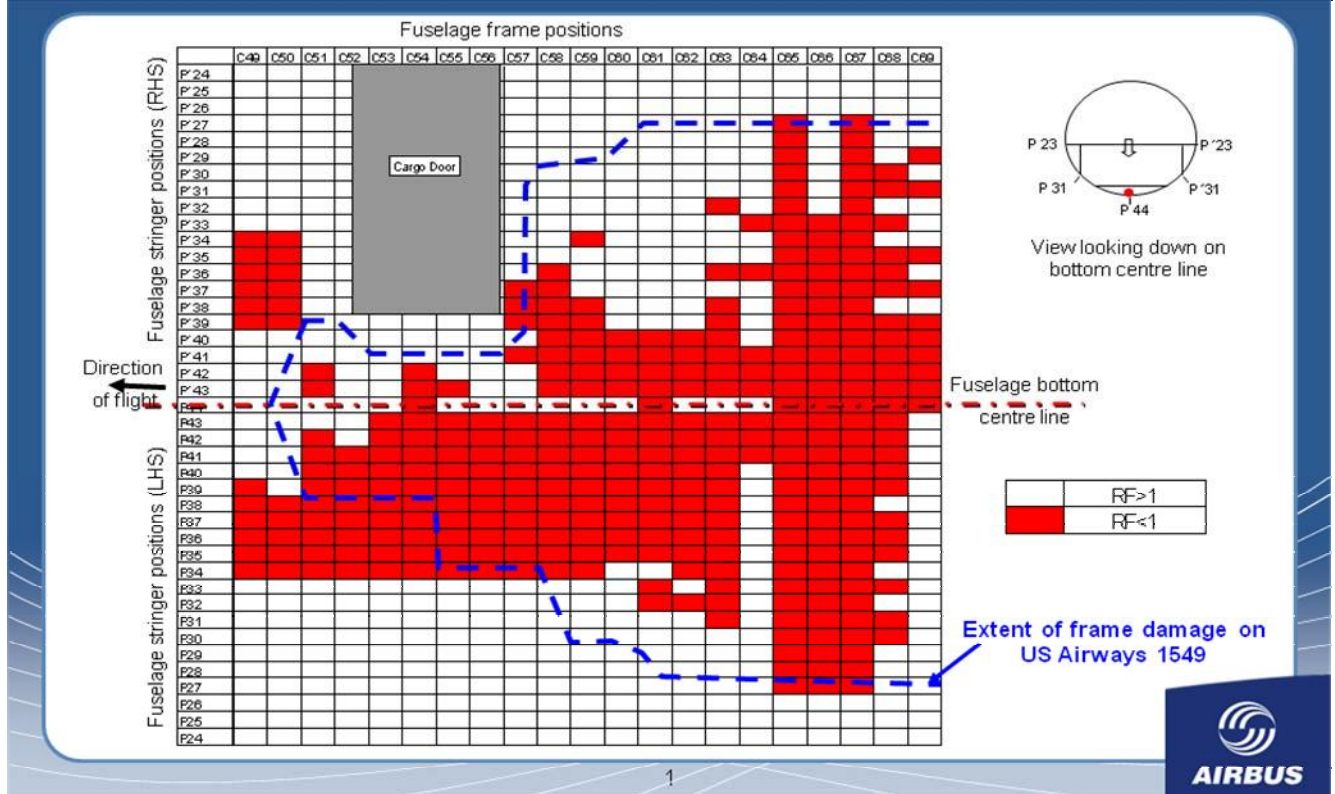 Fuselage frame positions
C49 C50 C51 C52 C53 C54 C55 C56 C57 C58 C59 C60 C61 C62 C63 C64 C65 C66 C67 C68 C69
Fuselage stringer positions (RHS)
P'24
P'25
P'26
P'27
P'28
P'29
P'30
P'31
P'32
P'33
P'34
P'35
P'36
P'37
P'38
P'39
P'40
P'41
P'42
P'43
P44
P43
P42
P41
P40
P39
P38
P37
P36
P35
P34
P33
P32
P31
P30
P29
P28
P27
P26
P25
P24
Fuselage stringer positions (LHS)
Cargo Door
Direction
of flight
Fuselage bottom
centre line
P 23
P'23
P 31
P'31
P'44
View looking down on
bottom centre line
RF>1
RF<1
Extent of frame damage on
US Airways 1549
1
AIRBUS